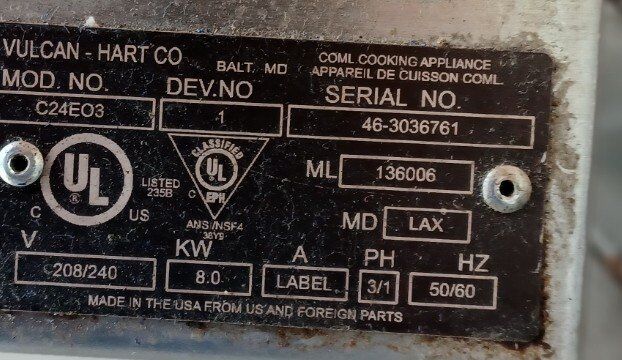 VULCAN - HART CO BALT. MD COML COOKING APPLIANCE
APPAREIL DE CUISSON COML.
MOD. NO. DEV.NO SERIAL NO.
C24EO3 1 46-3036761
CLASSIFIED
UL
EPH
C
ANSI/NSF4
36Y9
UL
®
C US
LISTED
235B
ML 136006
MD LAX
V KW A PH HZ
208/240 8.0 LABEL 3/1 50/60
MADE IN THE USA FROM US AND FOREIGN PARTS